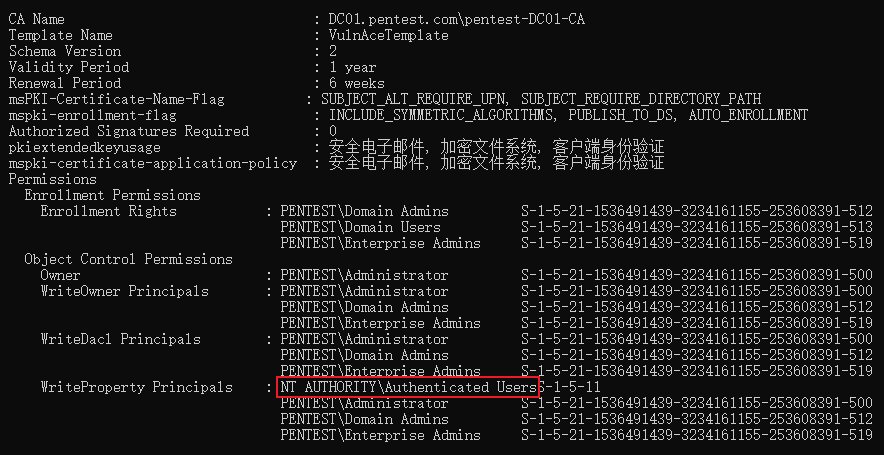 CA Name : DC01.pentest.com\pentest-DC01-CA
Template Name : VulnAceTemplate
Schema Version : 2
Validity Period : 1 year
Renewal Period : 6 weeks
msPKI-Certificate-Name-Flag : SUBJECT_ALT_REQUIRE_UPN, SUBJECT_REQUIRE_DIRECTORY_PATH
mspki-enrollment-flag : INCLUDE_SYMMETRIC_ALGORITHMS, PUBLISH_TO_DS, AUTO_ENROLLMENT
Authorized Signatures Required : 0
pkiextendedkeyusage : 安全电子邮件, 加密文件系统, 客户端身份验证
mspki-certificate-application-policy : 安全电子邮件, 加密文件系统, 客户端身份验证
Permissions
Enrollment Permissions
Enrollment Rights : PENTEST\Domain Admins S-1-5-21-1536491439-3234161155-253608391-512
PENTEST\Domain Users S-1-5-21-1536491439-3234161155-253608391-513
PENTEST\Enterprise Admins S-1-5-21-1536491439-3234161155-253608391-519
Object Control Permissions
Owner : PENTEST\Administrator S-1-5-21-1536491439-3234161155-253608391-500
WriteOwner Principals : PENTEST\Administrator S-1-5-21-1536491439-3234161155-253608391-500
PENTEST\Domain Admins S-1-5-21-1536491439-3234161155-253608391-512
PENTEST\Enterprise Admins S-1-5-21-1536491439-3234161155-253608391-519
WriteDacl Principals : PENTEST\Administrator S-1-5-21-1536491439-3234161155-253608391-500
PENTEST\Domain Admins S-1-5-21-1536491439-3234161155-253608391-512
PENTEST\Enterprise Admins S-1-5-21-1536491439-3234161155-253608391-519
WriteProperty Principals : NT AUTHORITY\Authenticated UsersS-1-5-11
PENTEST\Administrator S-1-5-21-1536491439-3234161155-253608391-500
PENTEST\Domain Admins S-1-5-21-1536491439-3234161155-253608391-512
PENTEST\Enterprise Admins S-1-5-21-1536491439-3234161155-253608391-519